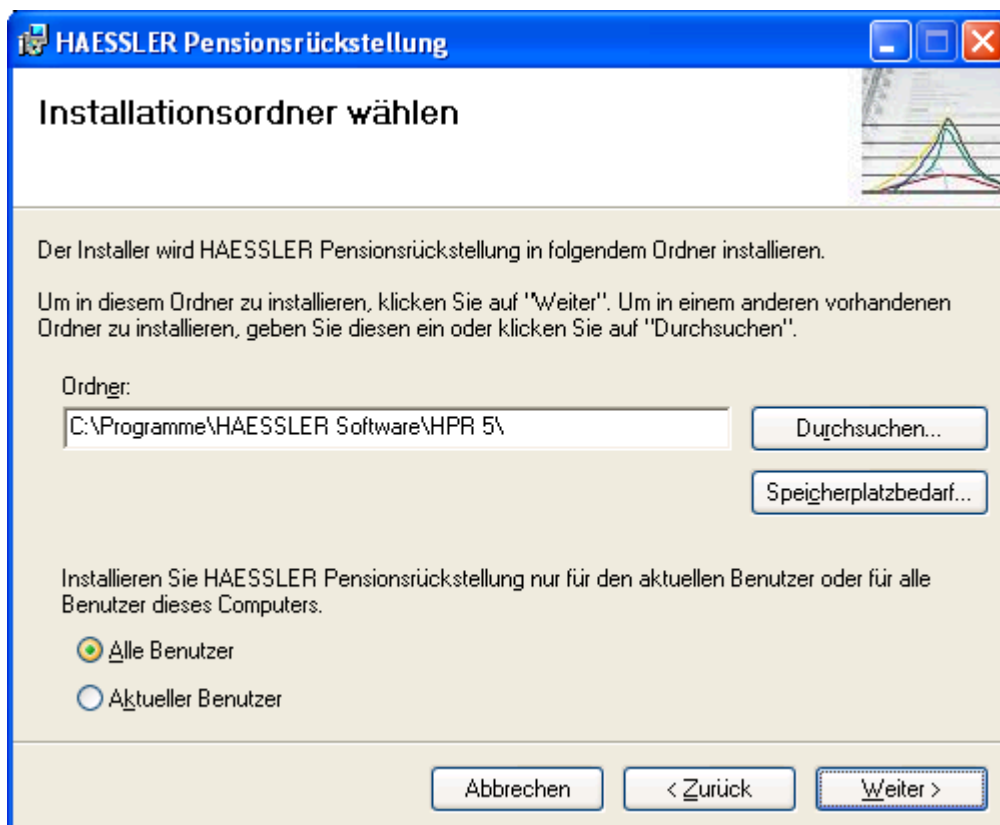 HAESSLER Pensionsrückstellung
Installationsordner wählen
Der Installer wird HAESSLER Pensionsrückstellung in folgendem Ordner installieren.
Um in diesem Ordner zu installieren, klicken Sie auf "Weiter". Um in einem anderen vorhandenen
Ordner zu installieren, geben Sie diesen ein oder klicken Sie auf "Durchsuchen".
Ordner:
C:\Programme\HAESSLER Software\HPR 5\
Durchsuchen...
Speicherplatzbedarf...
Installieren Sie HAESSLER Pensionsrückstellung nur für den aktuellen Benutzer oder für alle
Benutzer dieses Computers.
Alle Benutzer
Aktueller Benutzer
Abbrechen
< Zurück
Weiter >